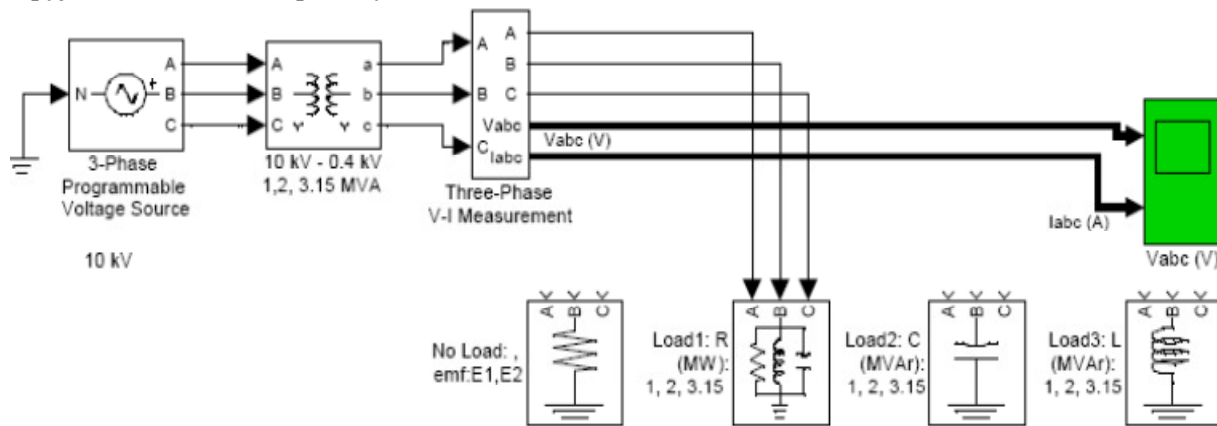 N
A
B
C
3-Phase
Programmable
Voltage Source
10 kV
A
B
C
Y
Y
a
b
c
10 kV - 0.4 kV
1,2, 3.15 MVA
A
B
C
A
B
C
Vabc
Iabc
Three-Phase
V-I Measurement
Vabc (V)
Iabc (A)
Vabc (V)
No Load: ,
emf:E1,E2
A B C
Load1: R
(MW):
1, 2, 3.15
A B C
Load2: C
(MVAr):
1, 2, 3.15
A B C
Load3: L
(MVAr):
1, 2, 3.15
A B C